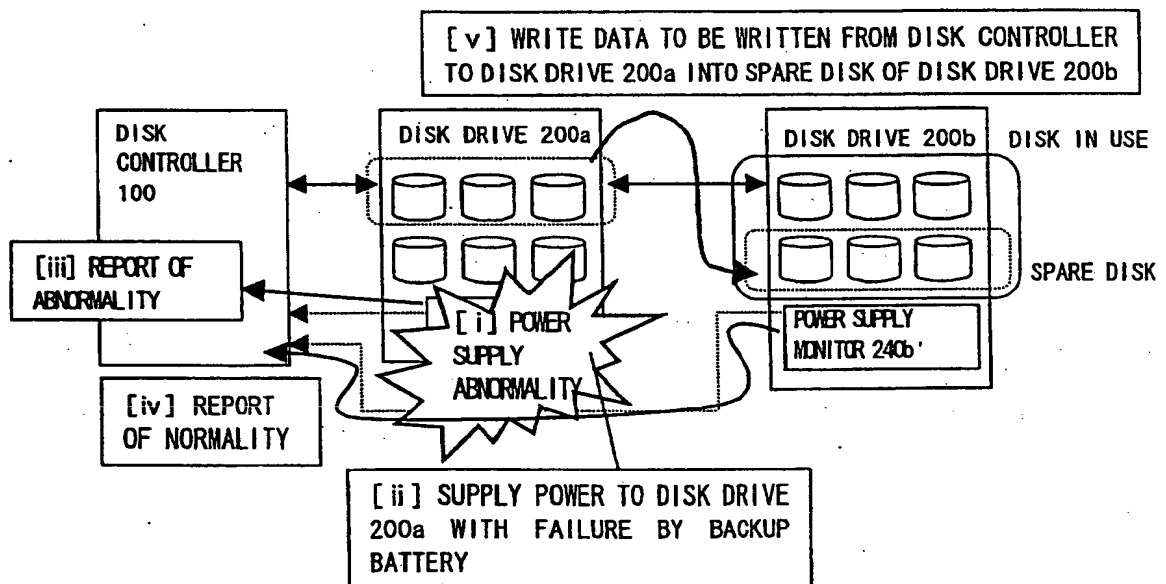 [v] WRITE DATA TO BE WRITTEN FROM DISK CONTROLLER
TO DISK DRIVE 200a INTO SPARE DISK OF DISK DRIVE 200b
DISK
CONTROLLER
100
DISK DRIVE 200a
DISK DRIVE 200b
DISK IN USE
[iii] REPORT OF
ABNORMALITY
SPARE DISK
[i] POWER
SUPPLY
ABNORMALITY
POWER SUPPLY
MONITOR 240b'
[iv] REPORT
OF NORMALITY
[ii] SUPPLY POWER TO DISK DRIVE
200a WITH FAILURE BY BACKUP
BATTERY